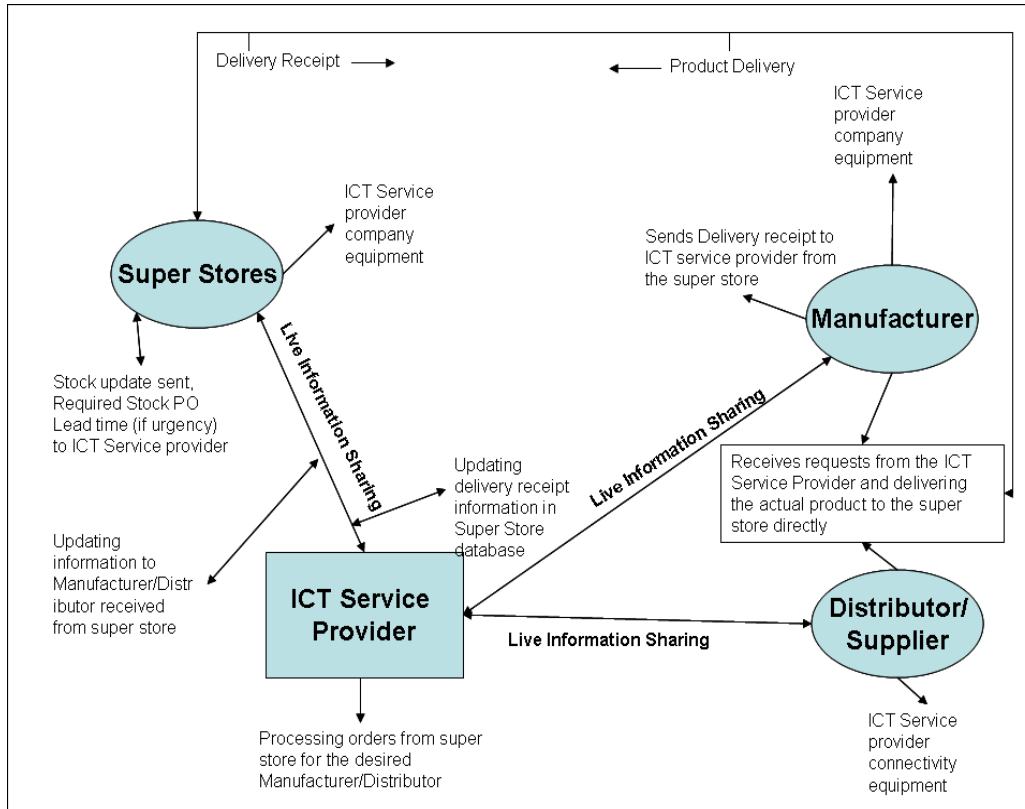 Delivery Receipt
Product Delivery
ICT Service
provider
company
equipment
ICT Service
provider
company
equipment
Sends Delivery receipt to
ICT service provider from
the super store
Super Stores
Manufacturer
Live Information Sharing
Live Information Sharing
Stock update sent,
Required Stock PO
Lead time (if urgency)
to ICT Service provider
Receives requests from the ICT
Service Provider and delivering
the actual product to the super
store directly
Updating
delivery receipt
information in
Super Store
database
Updating
information to
Manufacturer/Distr
ibutor received
from super store
ICT Service
Provider
Distributor/
Supplier
Live Information Sharing
Processing orders from super
store for the desired
Manufacturer/Distributor
ICT Service
provider
connectivity
equipment